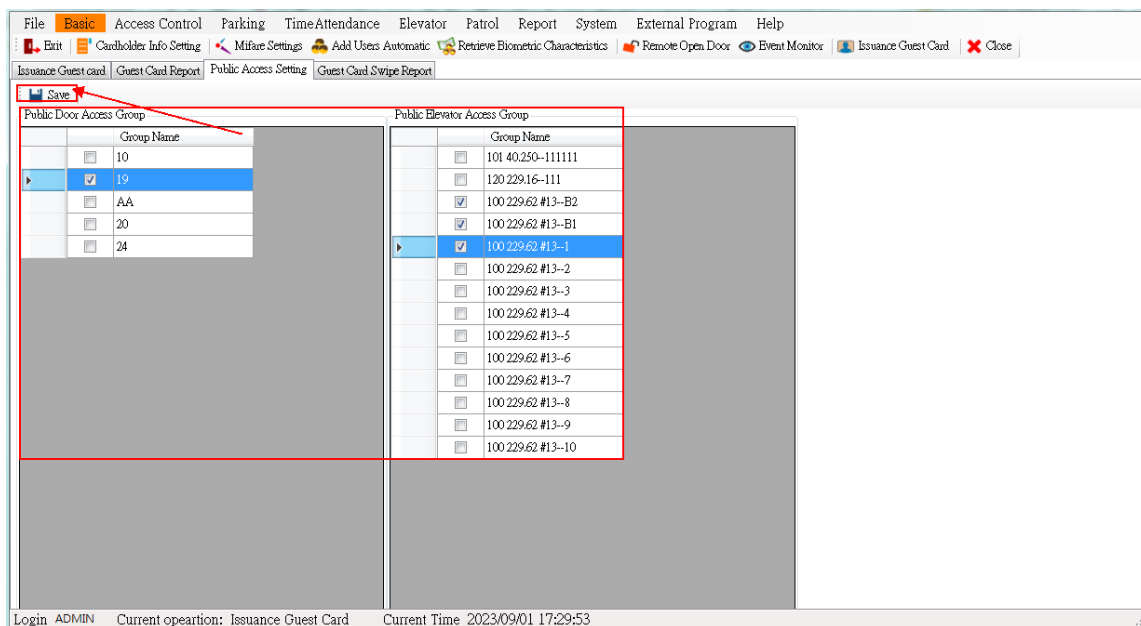 File Basic Access Control Parking TimeAttendance Elevator Patrol Report System External Program Help
Exit Cardholder Info Setting Mifare Settings Add Users Automatic Retrieve Biometric Characteristics Remote Open Door Event Monitor Issuance Guest Card Close
Issuance Guest card Guest Card Report Public Access Setting Guest Card Swipe Report
Save
Public Door Access Group
Group Name
10
19
AA
20
24
Public Elevator Access Group
Group Name
101 40.250--111111
120 229.16--111
100 229.62 #13--B2
100 229.62 #13--B1
100 229.62 #13--1
100 229.62 #13--2
100 229.62 #13--3
100 229.62 #13--4
100 229.62 #13--5
100 229.62 #13--6
100 229.62 #13--7
100 229.62 #13--8
100 229.62 #13--9
100 229.62 #13--10
Login ADMIN Current opeartion: Issuance Guest Card Current Time 2023/09/01 17:29:53